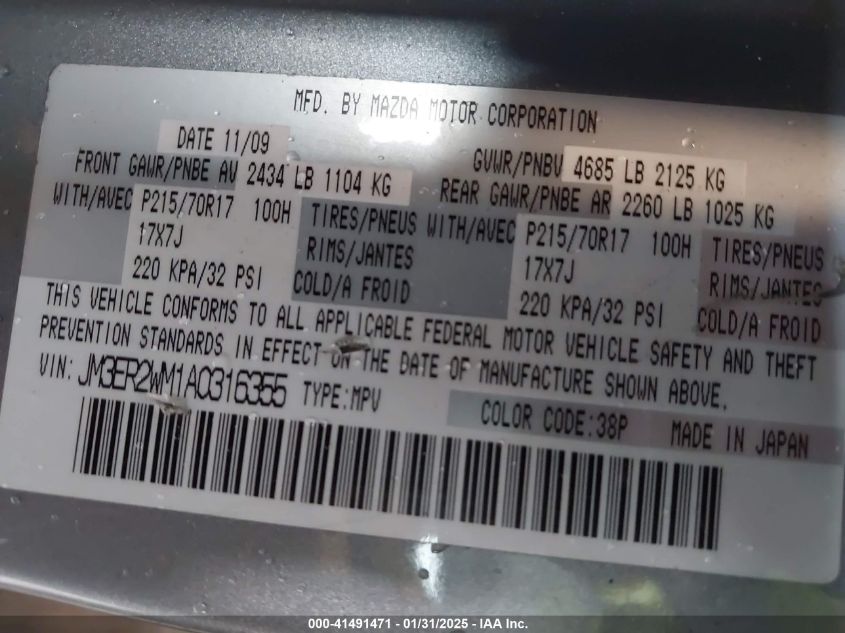 MFD. BY MAZDA MOTOR CORPORATION
DATE 11/09
GVWR/PNBV 4685 LB 2125 KG
FRONT GAWR/PNBE AV 2434 LB 1104 KG
REAR GAWR/PNBE AR 2260 LB 1025 KG
WITH/AVEC P215/70R17 100H TIRES/PNEUS
17X7J RIMS/JANTES
220 KPA/32 PSI COLD/A FROID
WITH/AVEC P215/70R17 100H TIRES/PNEUS
17X7J RIMS/JANTES
220 KPA/32 PSI COLD/A FROID
THIS VEHICLE CONFORMS TO ALL APPLICABLE FEDERAL MOTOR VEHICLE SAFETY AND THEFT
PREVENTION STANDARDS IN EFFECT ON THE DATE OF MANUFACTURE SHOWN ABOVE.
VIN: JM3ER2WM1A0316355 TYPE:MPV
COLOR CODE:38P MADE IN JAPAN
000-41491471 - 01/31/2025 - IAA Inc.